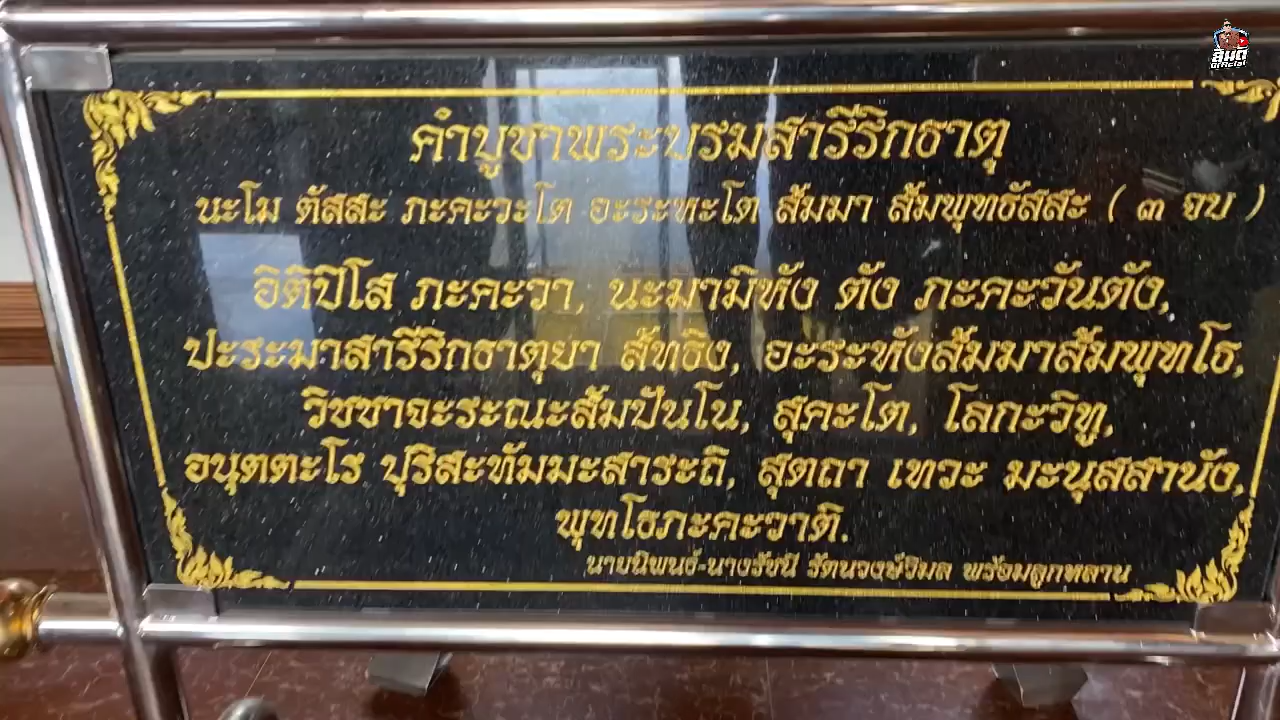 ลิมิต
Official
คำบูชาพระบรมสารีริกธาตุ
นะโม ตัสสะ ภะคะวะโต อะระหะโต สัมมา สัมพุทธัสสะ ( ๓ จบ )
อิติปิโส ภะคะวา, นะมามิหัง ตัง ภะคะวันตัง,
ปะระมาสารีริกธาตุยา สัทธิง, อะระหังสัมมาสัมพุทโธ,
วิชชาจะระณะสัมปันโน, สุคะโต, โลกะวิทู,
อนุตตะโร ปุริสะทัมมะสาระถิ, สุตถา เทวะ มะนุสสานัง,
พุทโธภะคะวาติ.
นายนิพนธ์-นางรัชนี รัตนวงษ์วิมล พร้อมลูกหลาน